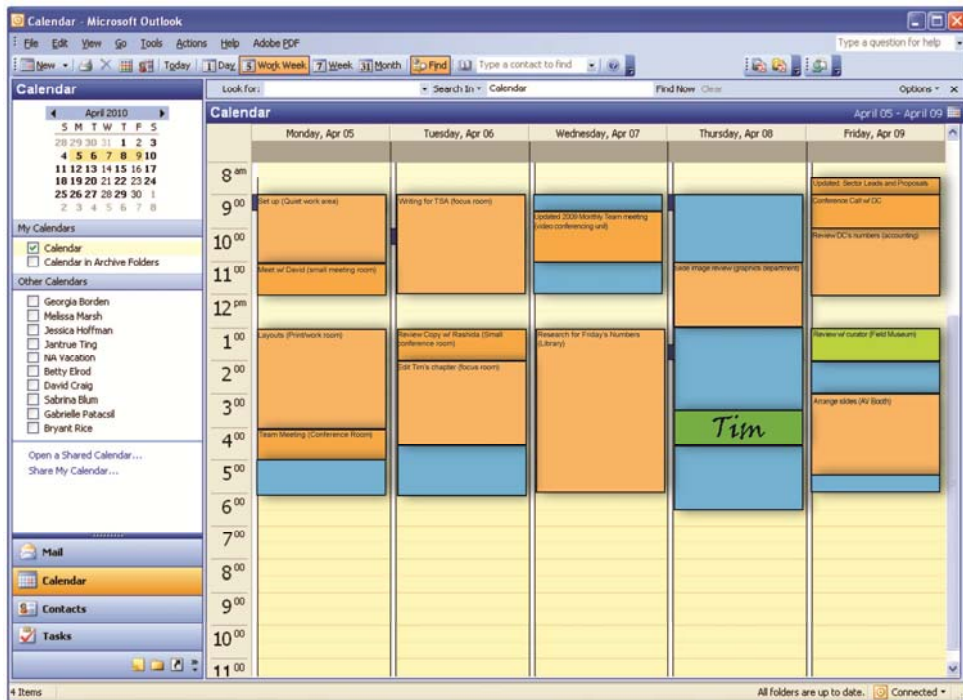 Calendar - Microsoft Outlook
File Edit View Go Tools Actions Help Adobe PDF
Type a question for help
New Today 1 Day 5 Work Week 7 Week 31 Month Find Type a contact to find
Calendar
Look for: Search In Calendar Find Now Clear Options
April 2010
S M T W T F S
28 29 30 31 1 2 3
4 5 6 7 8 9 10
11 12 13 14 15 16 17
18 19 20 21 22 23 24
25 26 27 28 29 30 1
2 3 4 5 6 7 8
My Calendars
Calendar
Calendar in Archive Folders
Other Calendars
Georgia Borden
Melissa Marsh
Jessica Hoffman
Jantrue Ting
NA Vacation
Betty Elrod
David Craig
Sabrina Blum
Gabrielle Patacsil
Bryant Rice
Open a Shared Calendar...
Share My Calendar...
Mail
Calendar
Contacts
Tasks
Calendar April 05 - April 09
Monday, Apr 05 Tuesday, Apr 06 Wednesday, Apr 07 Thursday, Apr 08 Friday, Apr 09
8 am
9 00
10 00
11 00
12 pm
1 00
2 00
3 00
4 00
5 00
6 00
7 00
8 00
9 00
10 00
11 00
Set up (Quiet work area)
Meet w/ David (small meeting room)
Layouts (Print/work room)
Team Meeting (Conference Room)
Writing for TSA (focus room)
Review Copy w/ Rashida (Small
conference room)
Edit Tim's chapter (focus room)
Updated 2009 Monthly Team meeting
(video conferencing unit)
Research for Friday's Numbers
(Library)
image review (graphics department)
Tim
Updated: Sector Leads and Proposals
Conference Call w/ DC
Review DC's numbers (accounting)
Review w/ curator (Field Museum)
Arrange slides (AV Booth)
4 Items
All folders are up to date. Connected